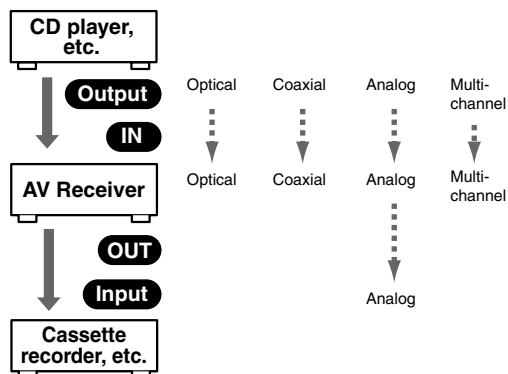 CD player,
etc.
Output
Optical
Coaxial
Analog
Multi-
channel
IN
AV Receiver
Optical
Coaxial
Analog
Multi-
channel
OUT
Input
Analog
Cassette
recorder, etc.